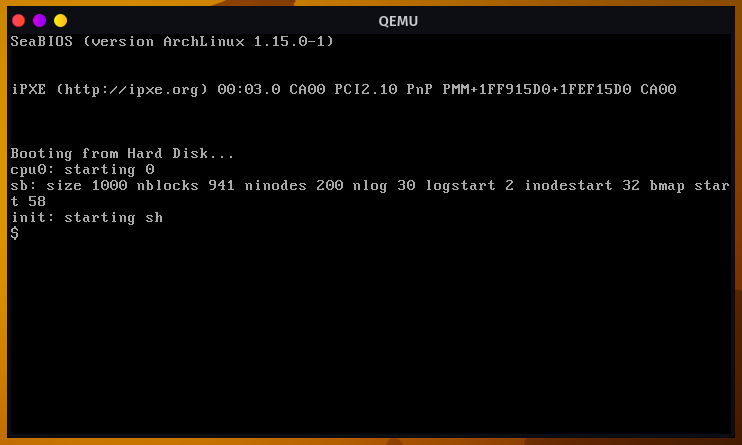 QEMU
SeaBIOS (version ArchLinux 1.15.0-1)
iPXE (http://ipxe.org) 00:03.0 CA00 PCI2.10 PnP PMM+1FF915D0+1FEF15D0 CA00
Booting from Hard Disk...
cpu0: starting 0
sb: size 1000 nblocks 941 ninodes 200 nlog 30 logstart 2 inodestart 32 bmap star
t 58
init: starting sh
$